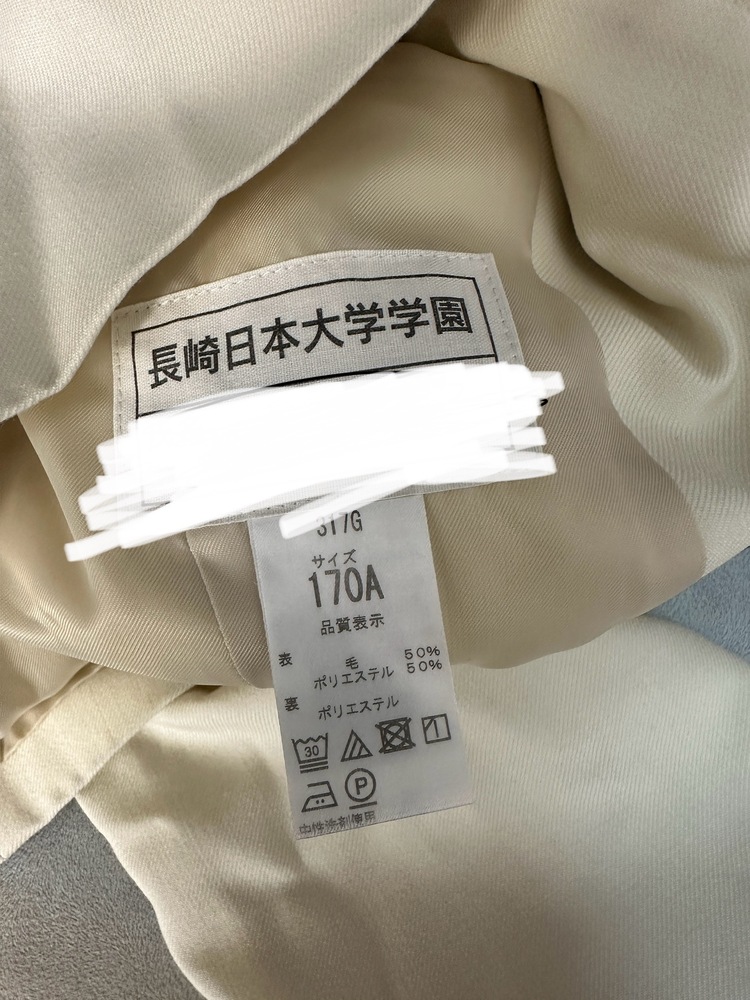 長崎日本大学学園
317G
サイズ
170A
品質表示
表 毛 50%
ポリエステル 50%
裏 ポリエステル
30
P
中性洗剤使用